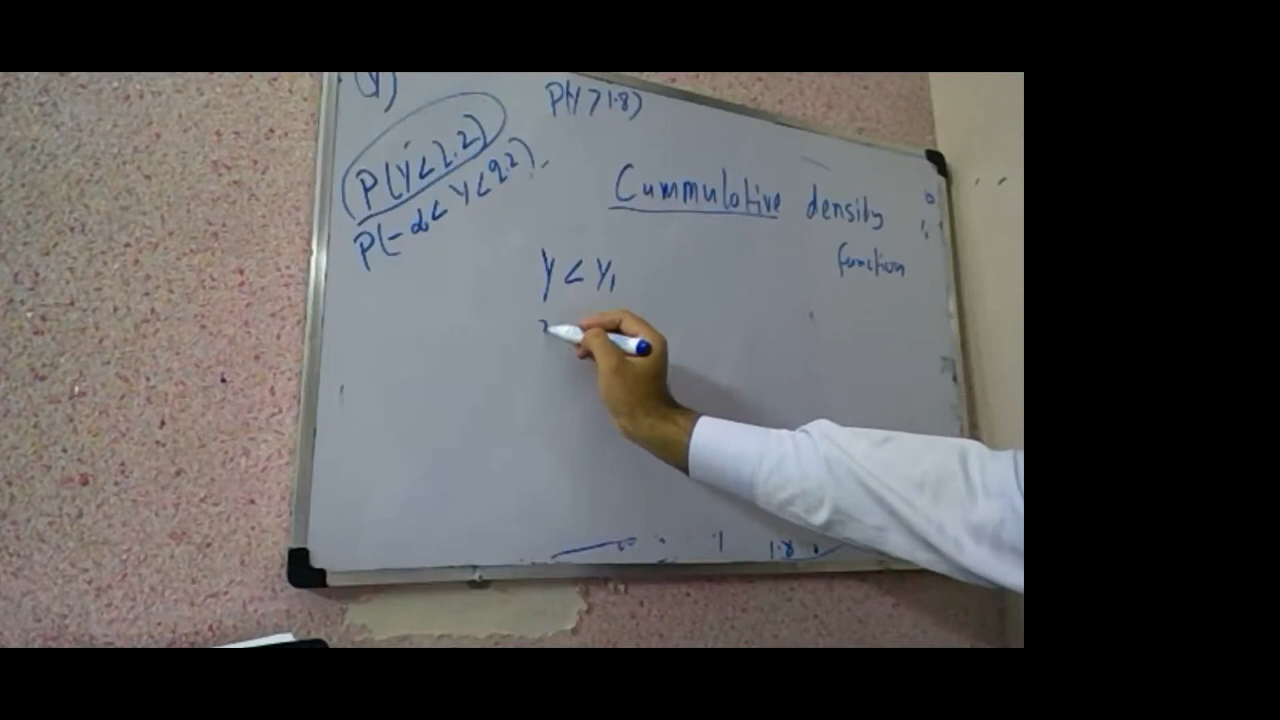 P(Y>1.8)
P(Y<2.2)
P(-∞<Y<2.2)
Cummulative density
function
Y < Y₁
1.8